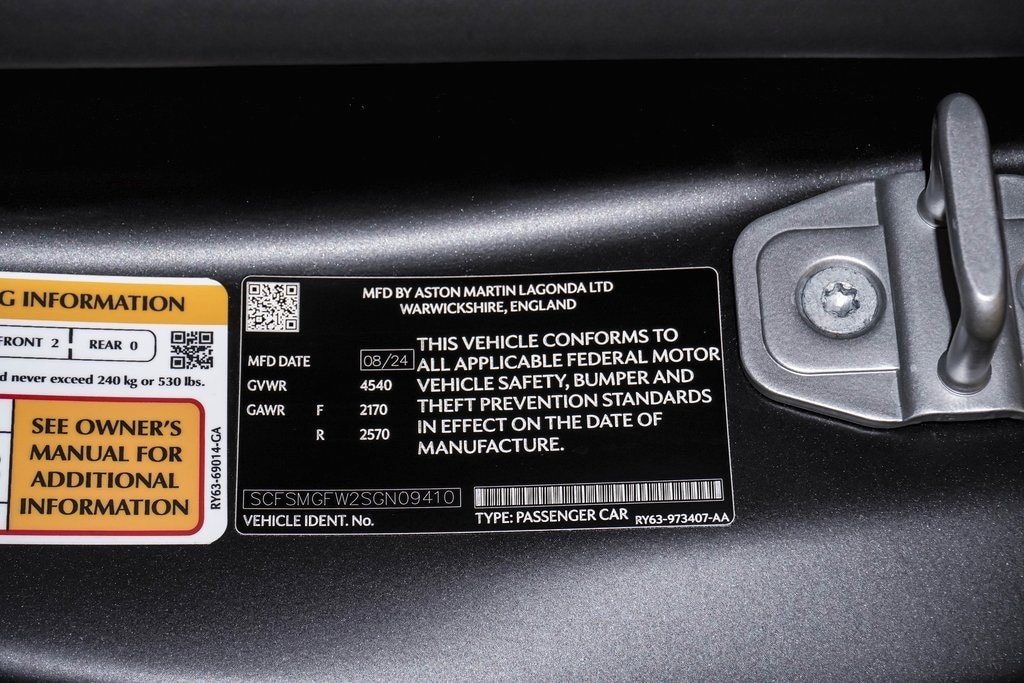 G INFORMATION
FRONT 2 REAR 0
d never exceed 240 kg or 530 lbs.
SEE OWNER'S
MANUAL FOR
ADDITIONAL
INFORMATION
RY63-69014-GA
MFD BY ASTON MARTIN LAGONDA LTD
WARWICKSHIRE, ENGLAND
MFD DATE 08/24
GVWR 4540
GAWR F 2170
R 2570
THIS VEHICLE CONFORMS TO
ALL APPLICABLE FEDERAL MOTOR
VEHICLE SAFETY, BUMPER AND
THEFT PREVENTION STANDARDS
IN EFFECT ON THE DATE OF
MANUFACTURE.
SCFSMGFW2SGN09410
VEHICLE IDENT. No.
TYPE: PASSENGER CAR RY63-973407-AA